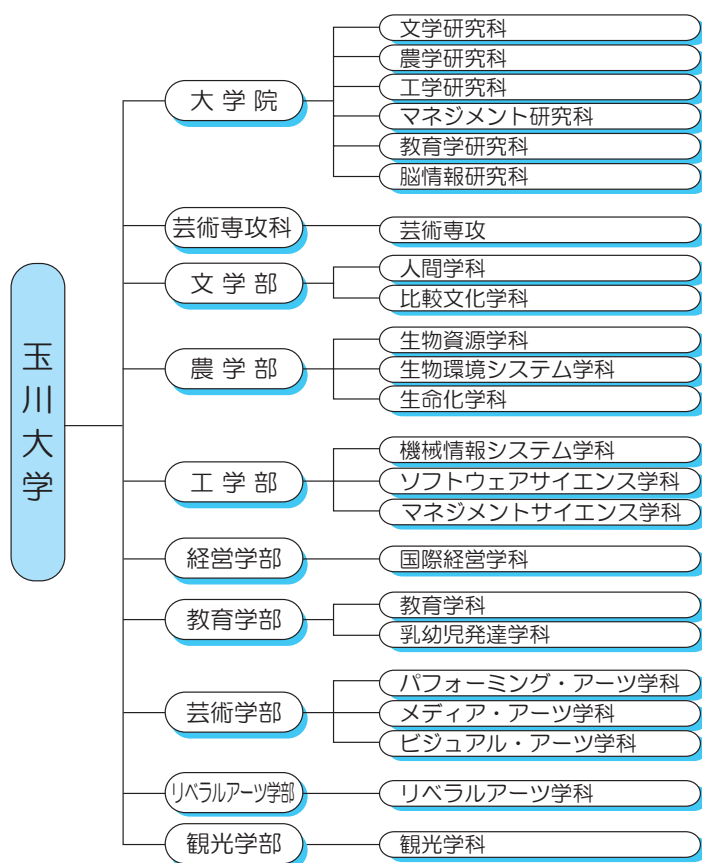 玉川大学
大学院
文学研究科
農学研究科
工学研究科
マネジメント研究科
教育学研究科
脳情報研究科
芸術専攻科
芸術専攻
文学部
人間学科
比較文化学科
農学部
生物資源学科
生物環境システム学科
生命化学科
工学部
機械情報システム学科
ソフトウェアサイエンス学科
マネジメントサイエンス学科
経営学部
国際経営学科
教育学部
教育学科
乳幼児発達学科
芸術学部
パフォーミング・アーツ学科
メディア・アーツ学科
ビジュアル・アーツ学科
リベラルアーツ学部
リベラルアーツ学科
観光学部
観光学科